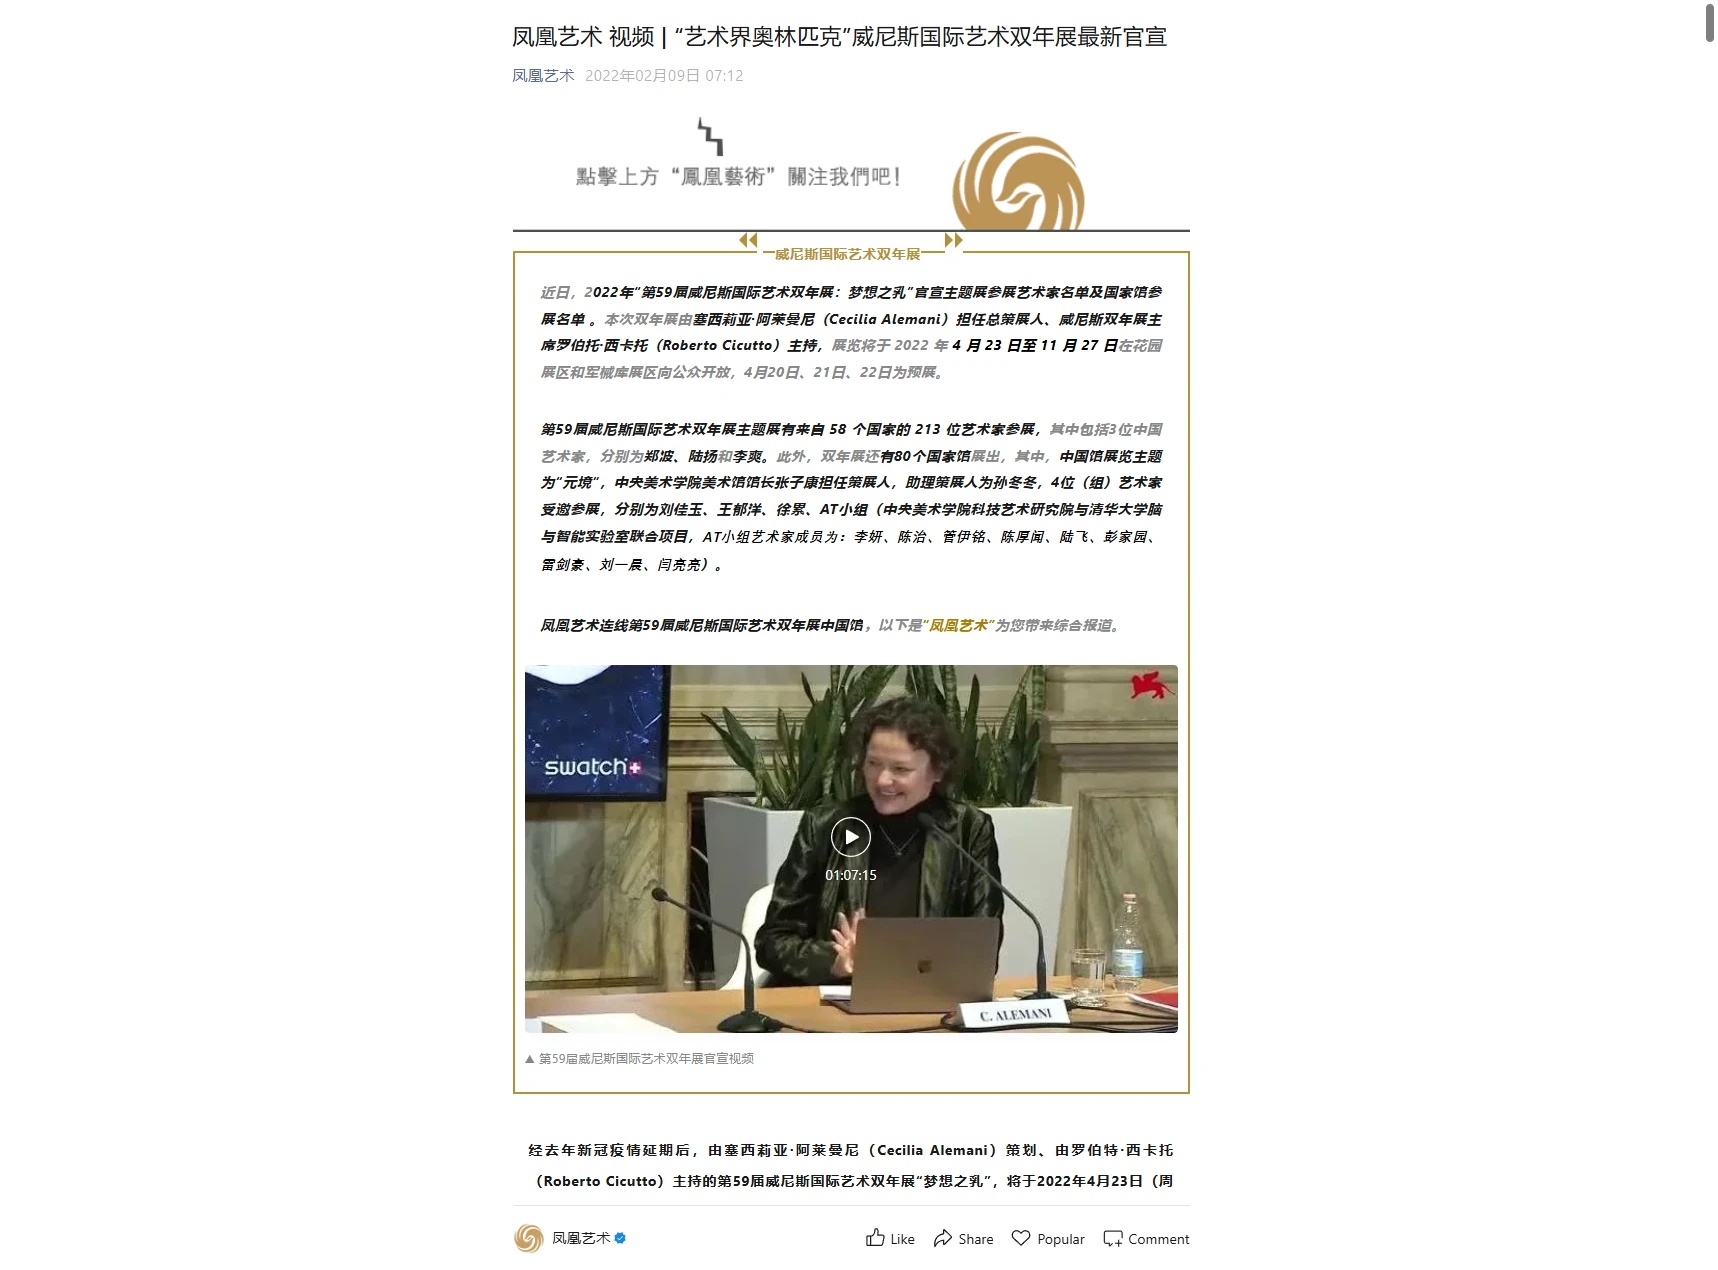 凤凰艺术 视频 | “艺术界奥林匹克”威尼斯国际艺术双年展最新官宣
凤凰艺术 2022年02月09日 07:12
點擊上方“鳳凰藝術”關注我們吧！
威尼斯国际艺术双年展
近日，2022年“第59届威尼斯国际艺术双年展：梦想之乳”官宣主题展参展艺术家名单及国家馆参
展名单 。本次双年展由塞西莉亚·阿莱曼尼（Cecilia Alemani）担任总策展人、威尼斯双年展主
席罗伯托·西卡托（Roberto Cicutto）主持，展览将于 2022 年 4 月 23 日至 11 月 27 日在花园
展区和军械库展区向公众开放，4月20日、21日、22日为预展。
第59届威尼斯国际艺术双年展主题展有来自 58 个国家的 213 位艺术家参展，其中包括3位中国
艺术家，分别为郑波、陆扬和李爽。此外，双年展还有80个国家馆展出，其中，中国馆展览主题
为“元境”，中央美术学院美术馆馆长张子康担任策展人，助理策展人为孙冬冬，4位（组）艺术家
受邀参展，分别为刘佳玉、王郁洋、徐累、AT小组（中央美术学院科技艺术研究院与清华大学脑
与智能实验室联合项目，AT小组艺术家成员为：李妍、陈治、管伊铭、陈厚闻、陆飞、彭家园、
雷剑豪、刘一晨、闫亮亮）。
凤凰艺术连线第59届威尼斯国际艺术双年展中国馆，以下是“凤凰艺术”为您带来综合报道。
swatch
01:07:15
C. ALEMANI
▲ 第59届威尼斯国际艺术双年展官宣视频
经去年新冠疫情延期后，由塞西莉亚·阿莱曼尼（Cecilia Alemani）策划、由罗伯特·西卡托
（Roberto Cicutto）主持的第59届威尼斯国际艺术双年展“梦想之乳”，将于2022年4月23日（周
凤凰艺术 Like Share Popular Comment